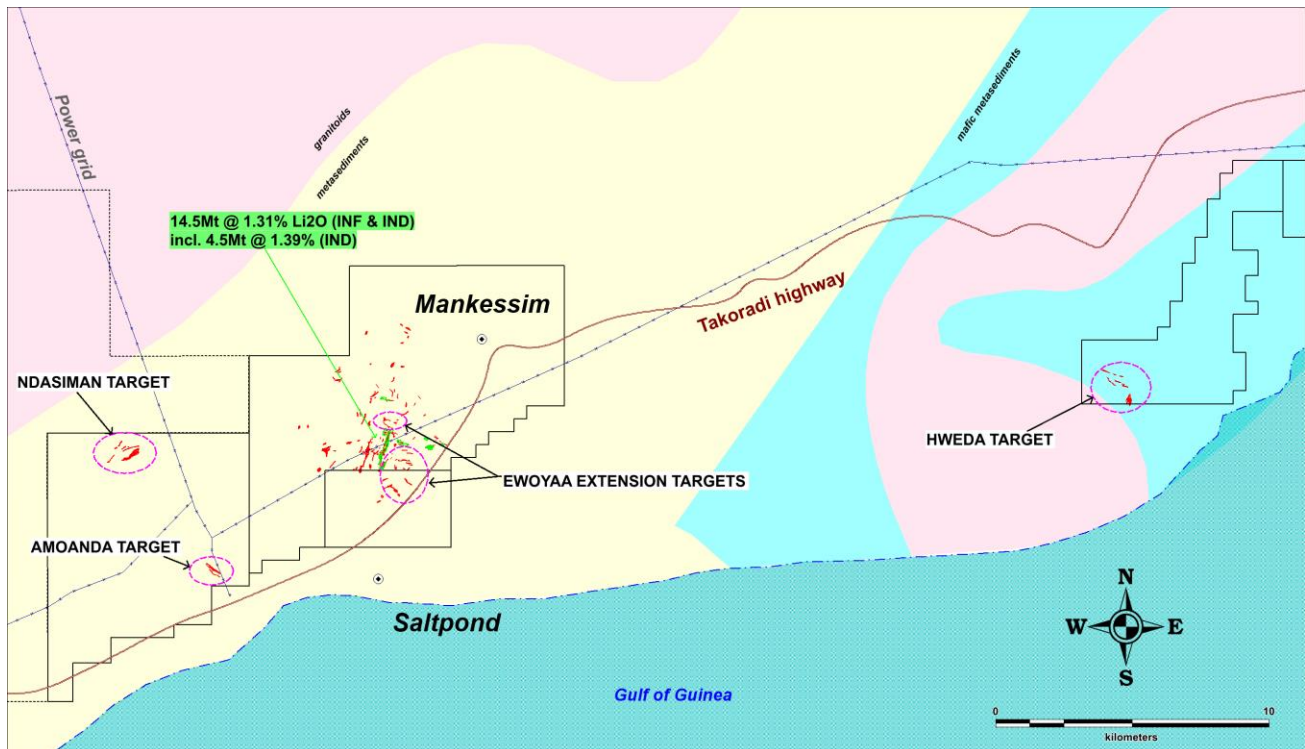 Power grid
granitoids
metasediments
mafic metasediments
14.5Mt @ 1.31% Li2O (INF & IND)
incl. 4.5Mt @ 1.39% (IND)
Mankessim
Takoradi highway
NDASIMAN TARGET
HWEDA TARGET
EWOYAA EXTENSION TARGETS
AMOANDA TARGET
Saltpond
Gulf of Guinea
N
W
E
S
0
10
kilometers